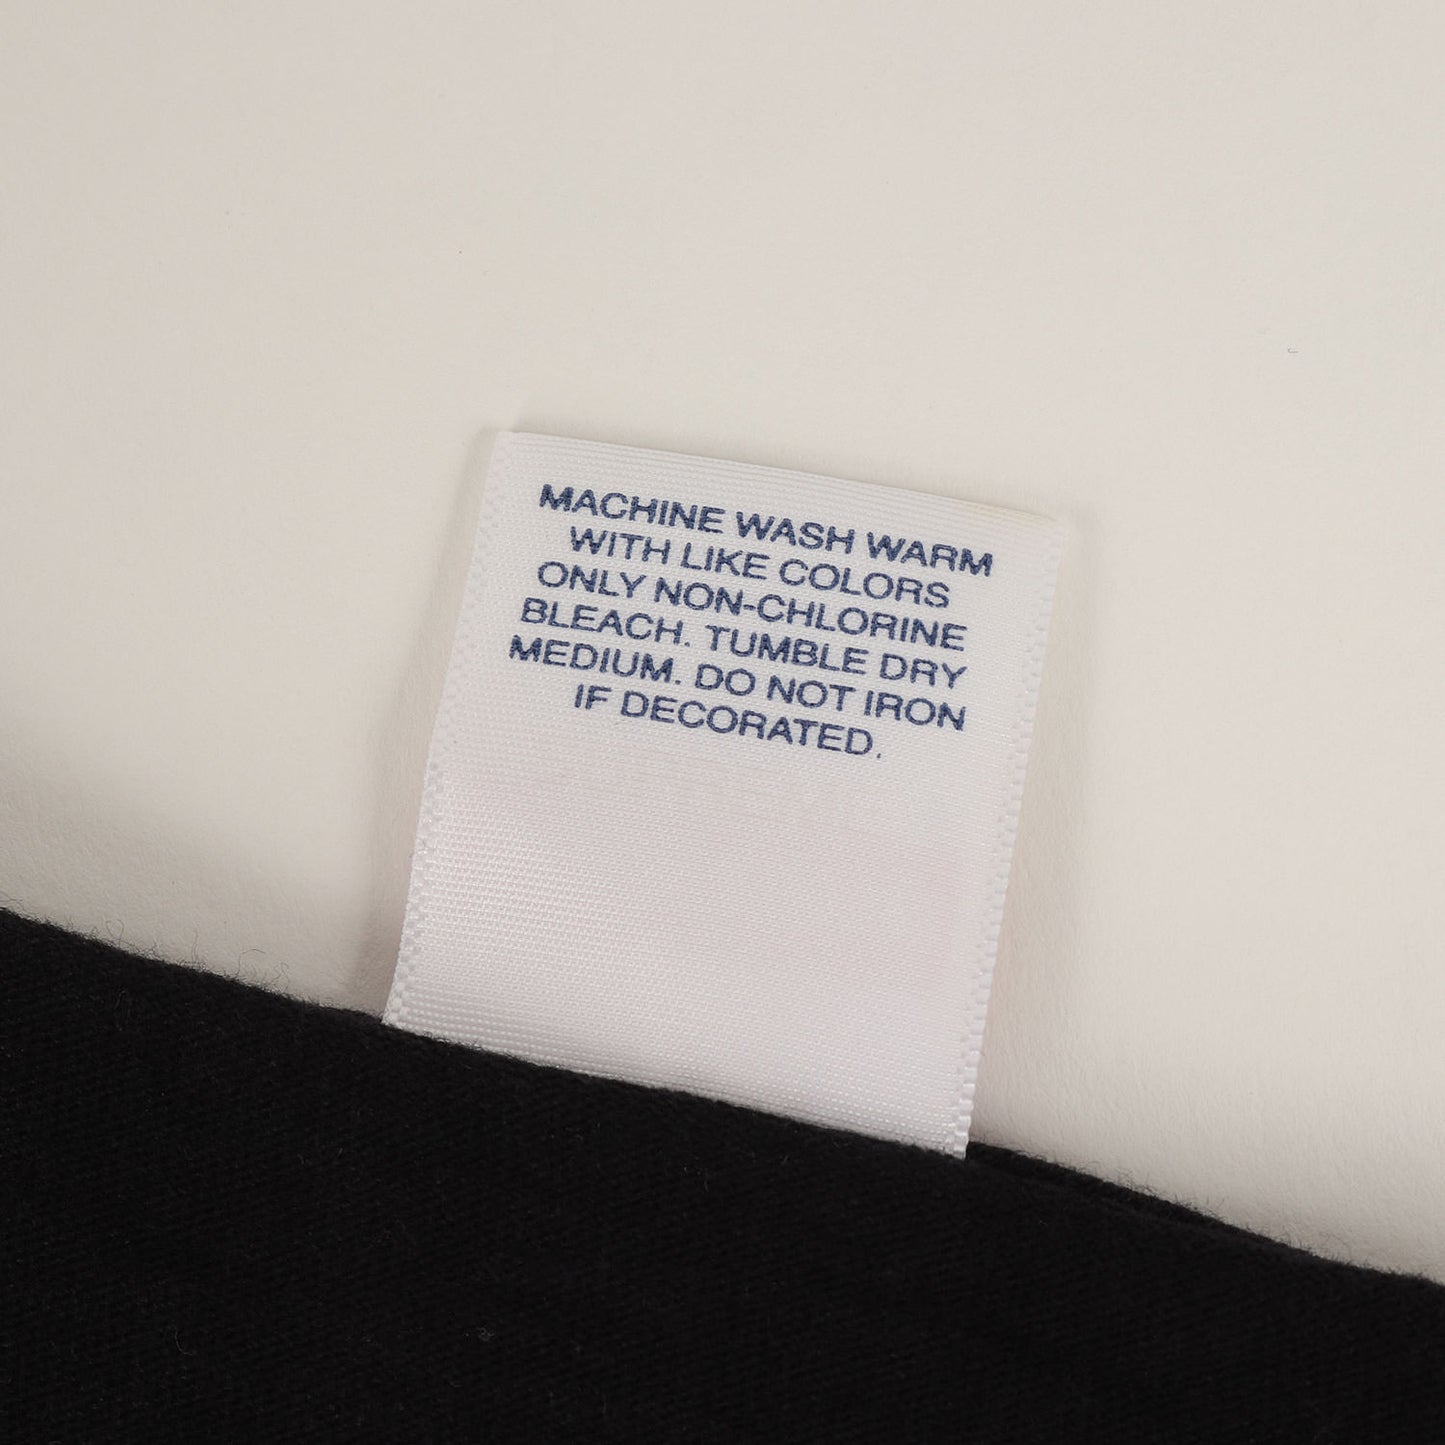 MACHINE WASH WARM
WITH LIKE COLORS
ONLY NON-CHLORINE
BLEACH. TUMBLE DRY
MEDIUM. DO NOT IRON
IF DECORATED.